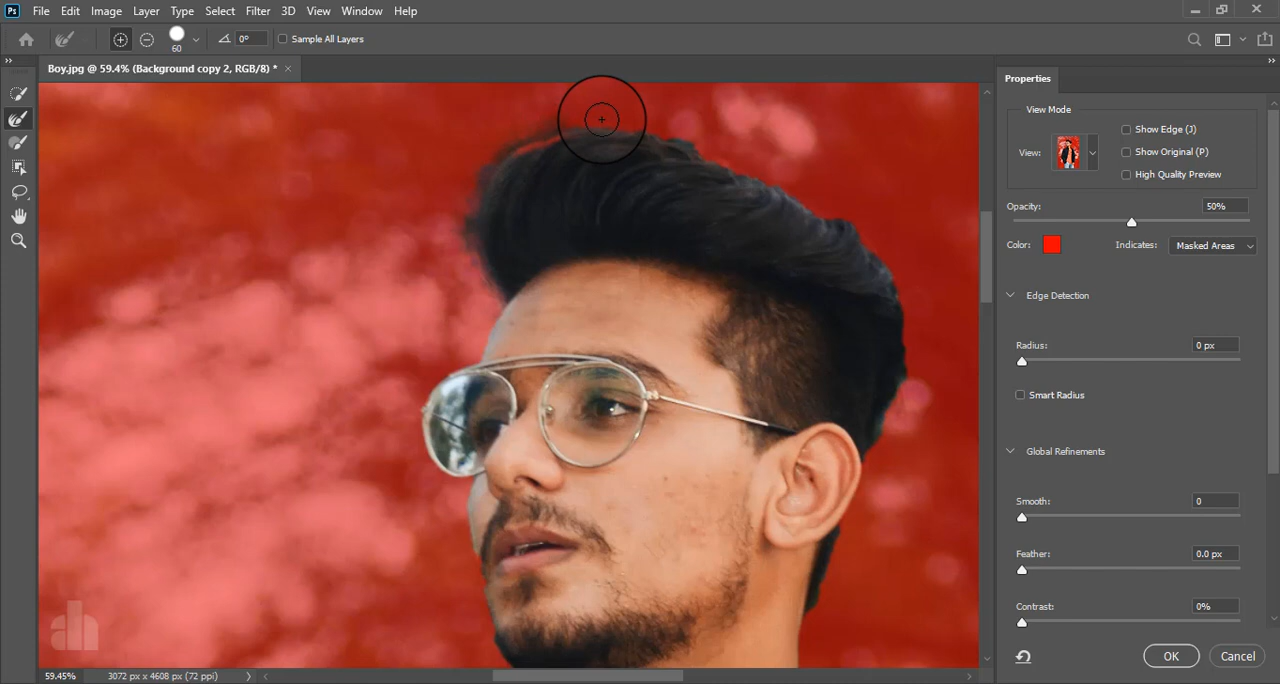 Ps File Edit Image Layer Type Select Filter 3D View Window Help
60 0° Sample All Layers
Boy.jpg @ 59.4% (Background copy 2, RGB/8) * ×
Properties
View Mode
View:
Show Edge (J)
Show Original (P)
High Quality Preview
Opacity: 50%
Color: Indicates: Masked Areas
Edge Detection
Radius: 0 px
Smart Radius
Global Refinements
Smooth: 0
Feather: 0.0 px
Contrast: 0%
OK Cancel
ah
59.45% 3072 px x 4608 px (72 ppi)